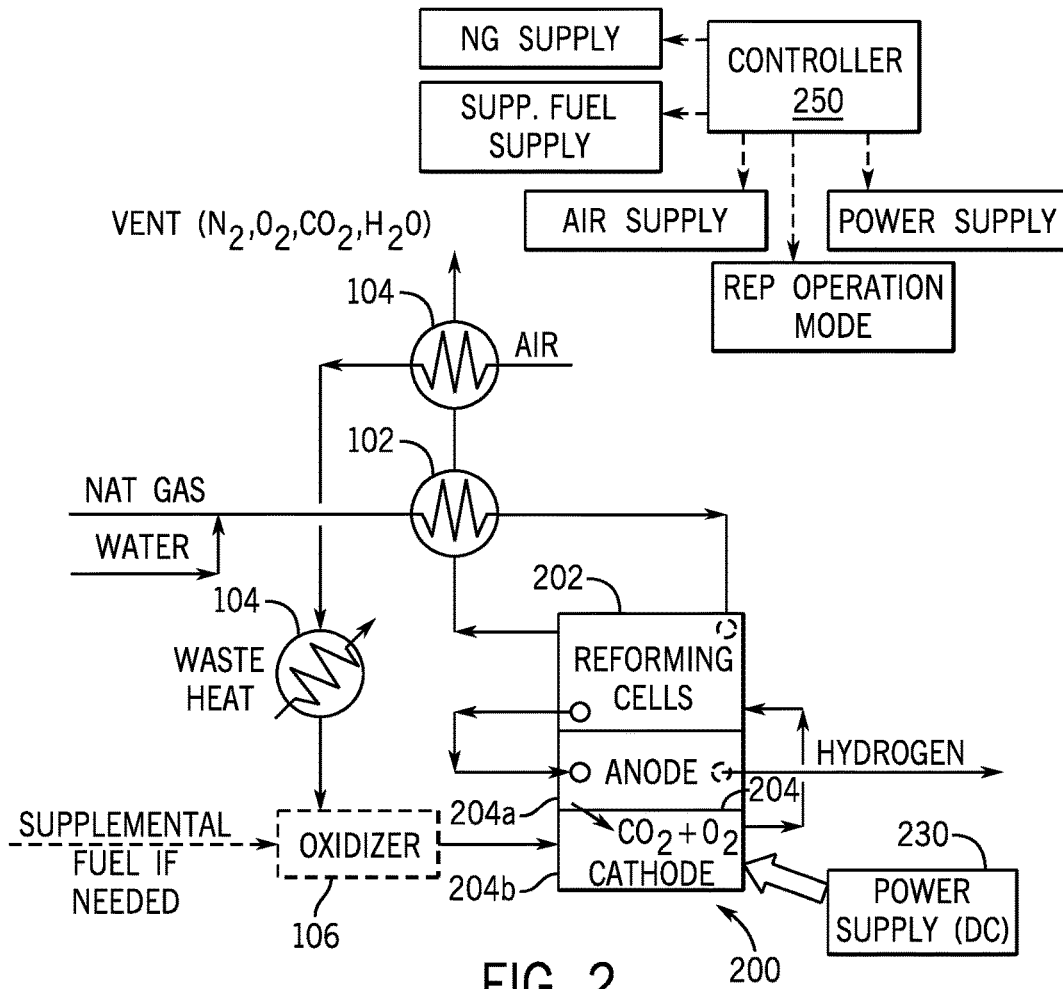 NG SUPPLY
CONTROLLER
250
SUPP. FUEL
SUPPLY
AIR SUPPLY
POWER SUPPLY
REP OPERATION
MODE
VENT (N2,O2,CO2,H2O)
104
AIR
102
NAT GAS
WATER
104
WASTE
HEAT
202
REFORMING
CELLS
HYDROGEN
ANODE
204a
204
CO2+O2
CATHODE
204b
SUPPLEMENTAL
FUEL IF
NEEDED
OXIDIZER
106
230
POWER
SUPPLY (DC)
200
FIG. 2